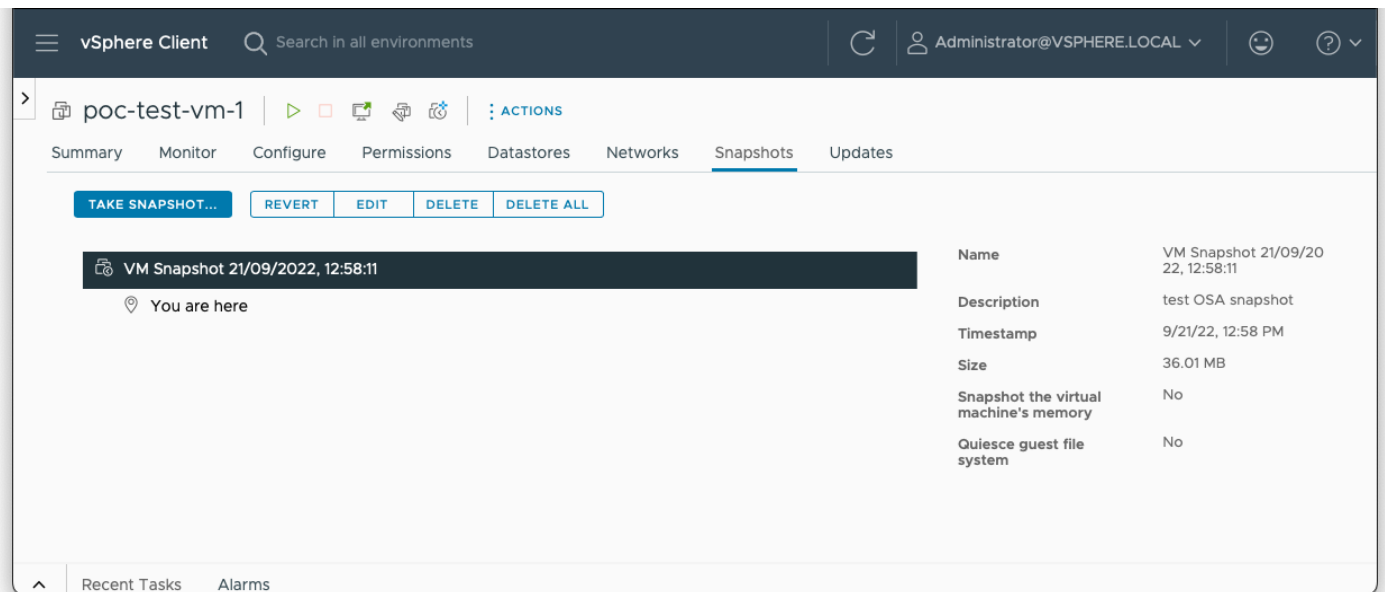 vSphere Client
Search in all environments
Administrator@VSPHERE.LOCAL
poc-test-vm-1
ACTIONS
Summary Monitor Configure Permissions Datastores Networks Snapshots Updates
TAKE SNAPSHOT... REVERT EDIT DELETE DELETE ALL
VM Snapshot 21/09/2022, 12:58:11
You are here
Name VM Snapshot 21/09/20
22, 12:58:11
Description test OSA snapshot
Timestamp 9/21/22, 12:58 PM
Size 36.01 MB
Snapshot the virtual No
machine's memory
Quiesce guest file No
system
Recent Tasks Alarms